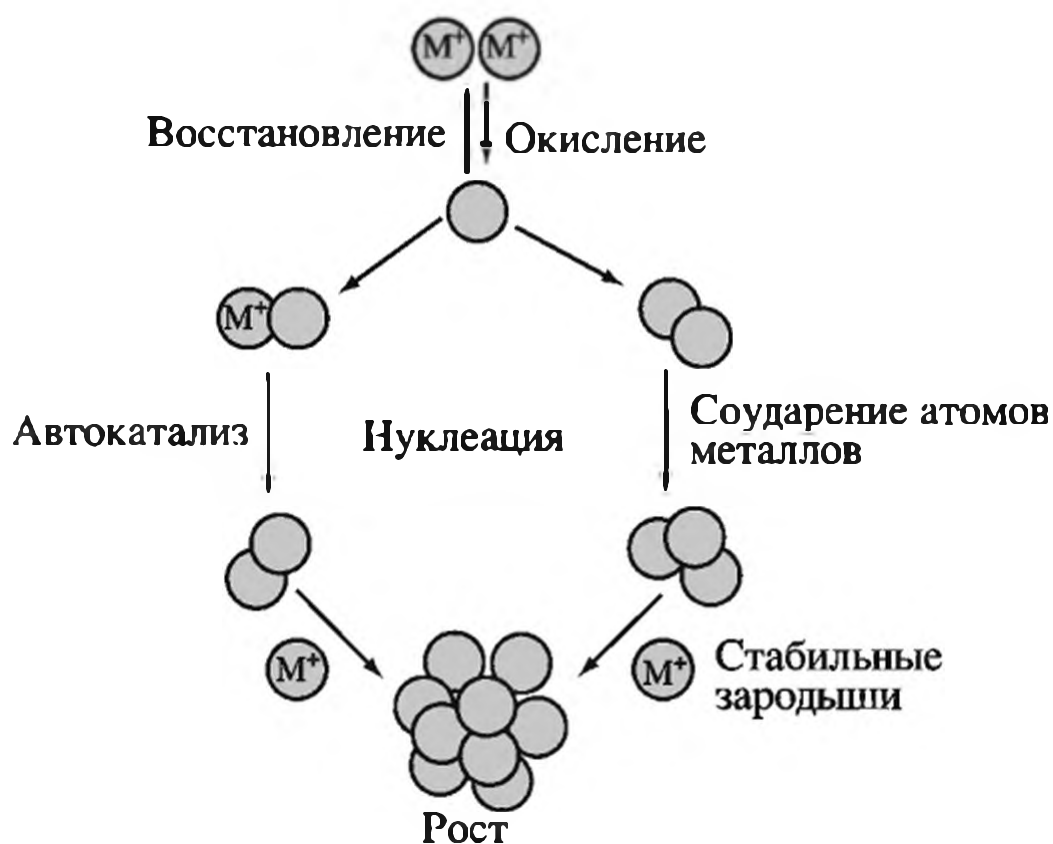 M⁺ M⁺
Восстановление
Окисление
M⁺
Автокатализ
Нуклеация
Соударение атомов
металлов
M⁺
M⁺
Стабильные
зародыши
Рост